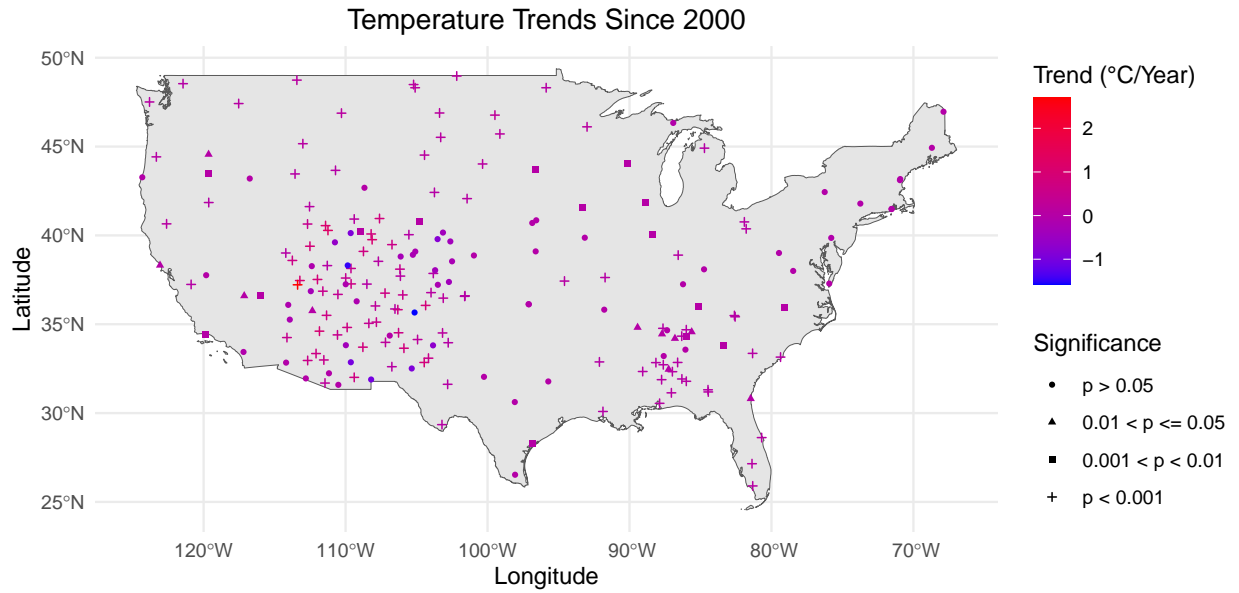 Temperature Trends Since 2000
50°N
45°N
40°N
35°N
30°N
25°N
Latitude
120°W
110°W
100°W
90°W
80°W
70°W
Longitude
Trend (°C/Year)
2
1
0
−1
Significance
p > 0.05
0.01 < p <= 0.05
0.001 < p < 0.01
p < 0.001